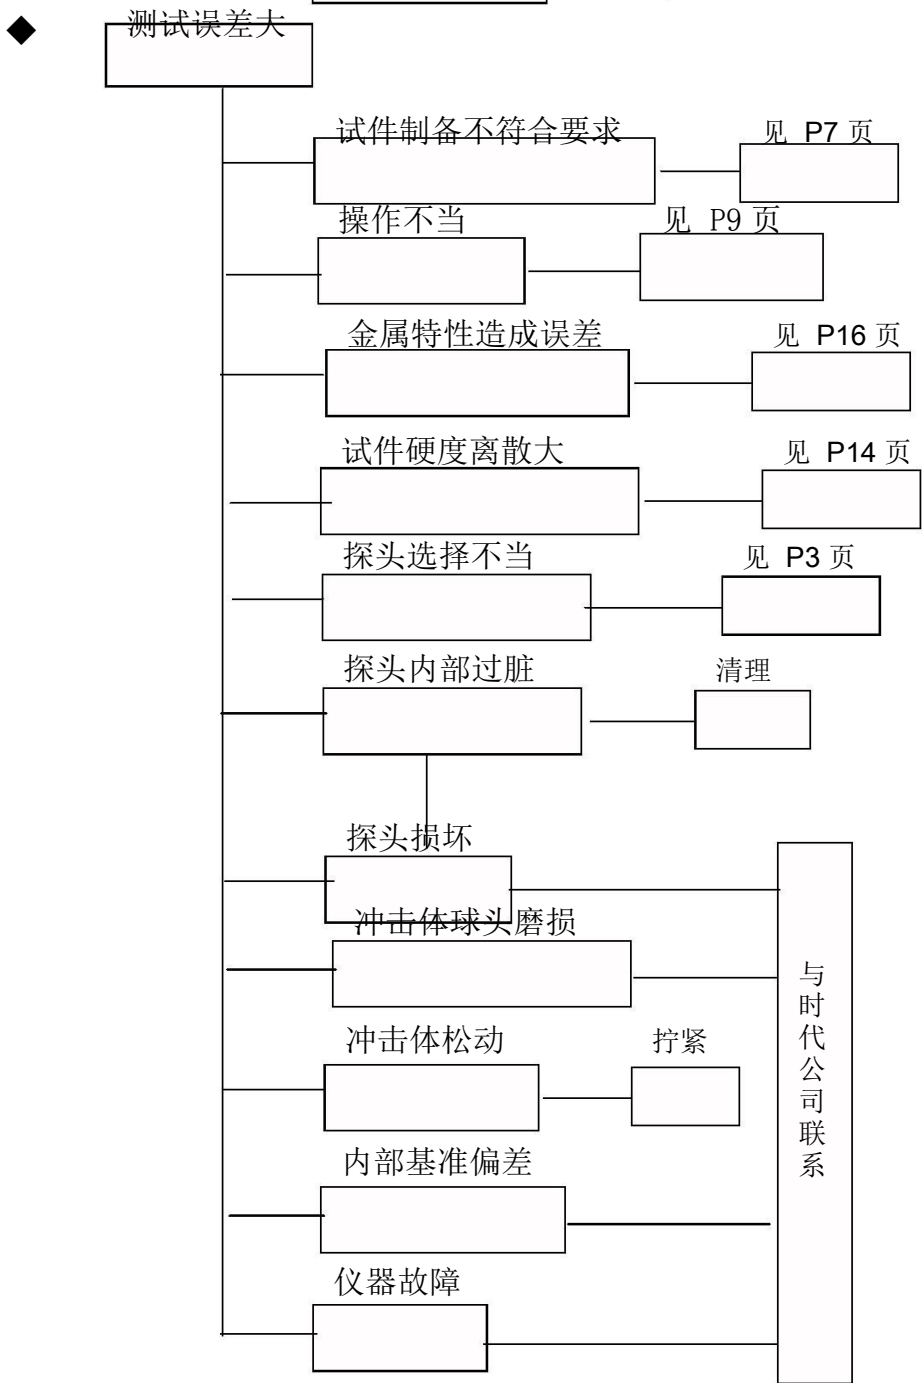 测试误差大
试件制备不符合要求
见 P7 页
操作不当
见 P9 页
金属特性造成误差
见 P16 页
试件硬度离散大
见 P14 页
探头选择不当
见 P3 页
探头内部过脏
清理
探头损坏
冲击体球头磨损
冲击体松动
拧紧
内部基准偏差
仪器故障
与时代公司联系